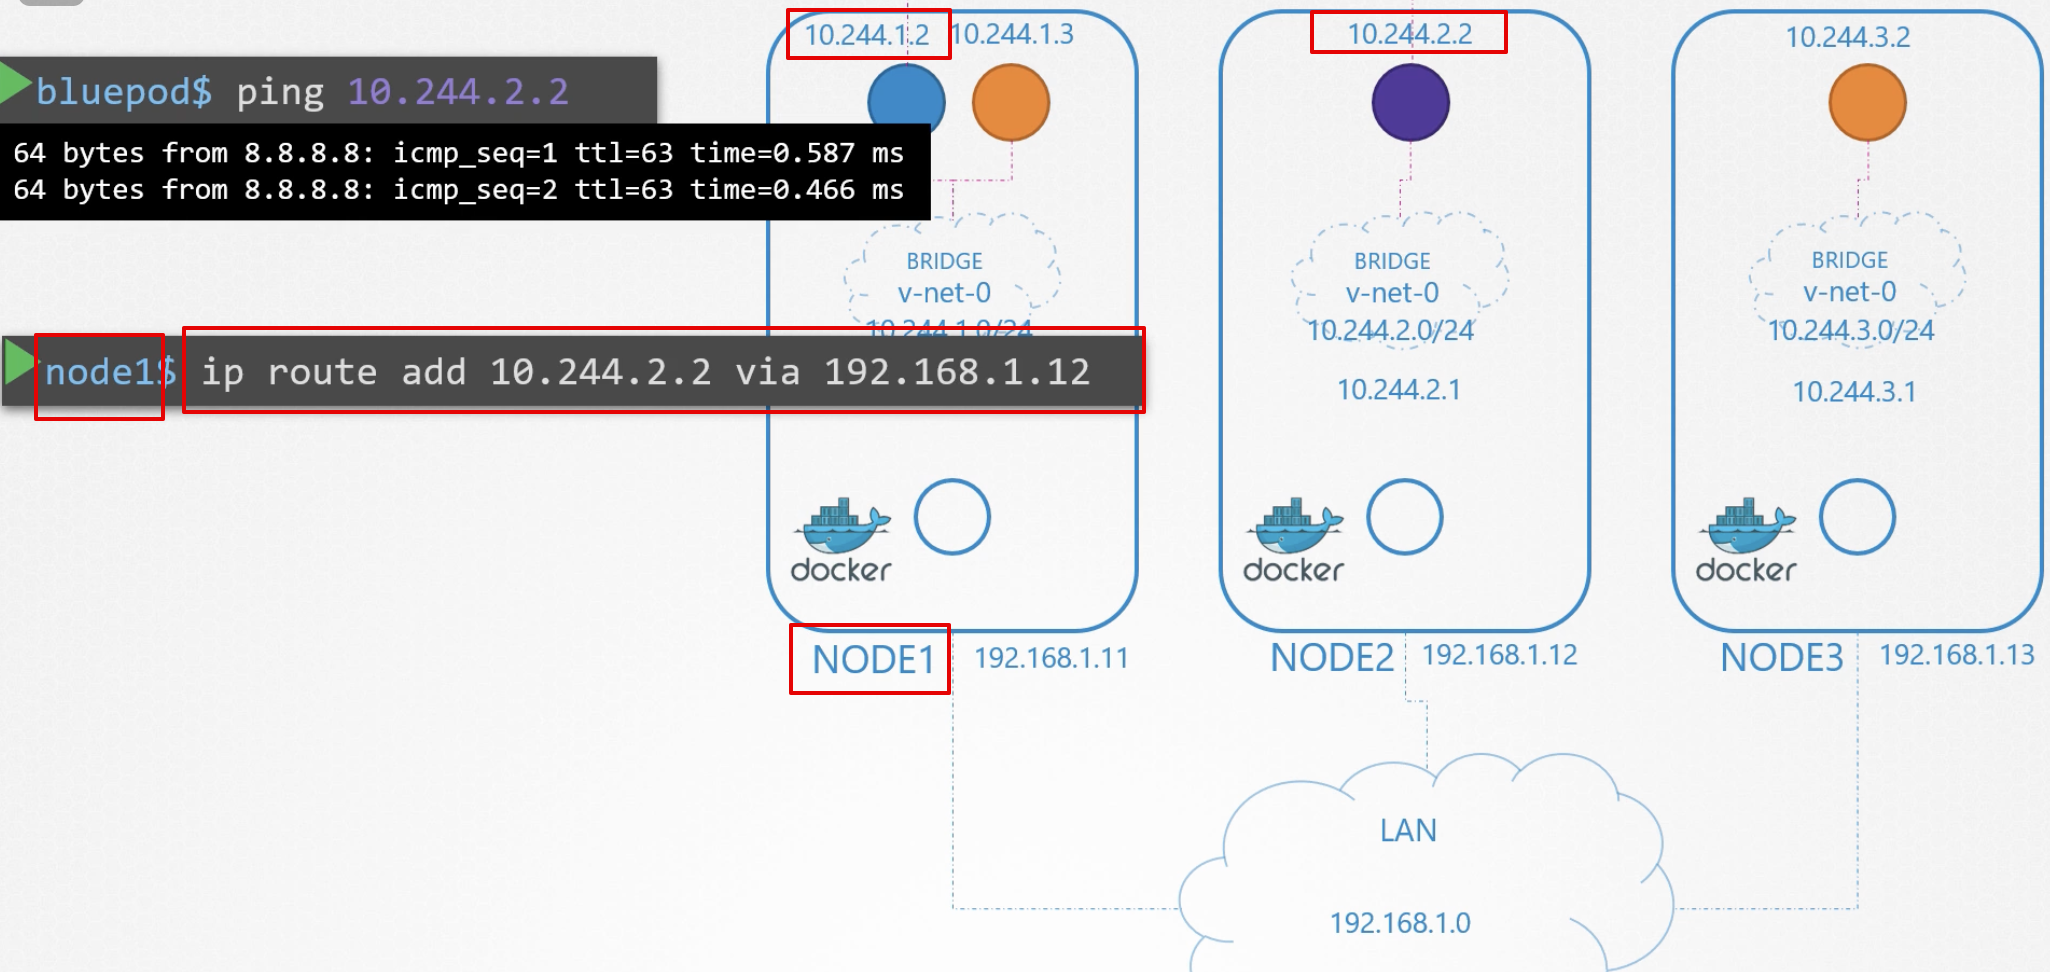 10.244.1.2
10.244.1.3
10.244.2.2
10.244.3.2
bluepod$ ping 10.244.2.2
64 bytes from 8.8.8.8: icmp_seq=1 ttl=63 time=0.587 ms
64 bytes from 8.8.8.8: icmp_seq=2 ttl=63 time=0.466 ms
BRIDGE
v-net-0
10.244.1.0/24
BRIDGE
v-net-0
10.244.2.0/24
10.244.2.1
BRIDGE
v-net-0
10.244.3.0/24
10.244.3.1
node1$ ip route add 10.244.2.2 via 192.168.1.12
docker
docker
docker
NODE1
192.168.1.11
NODE2
192.168.1.12
NODE3
192.168.1.13
LAN
192.168.1.0